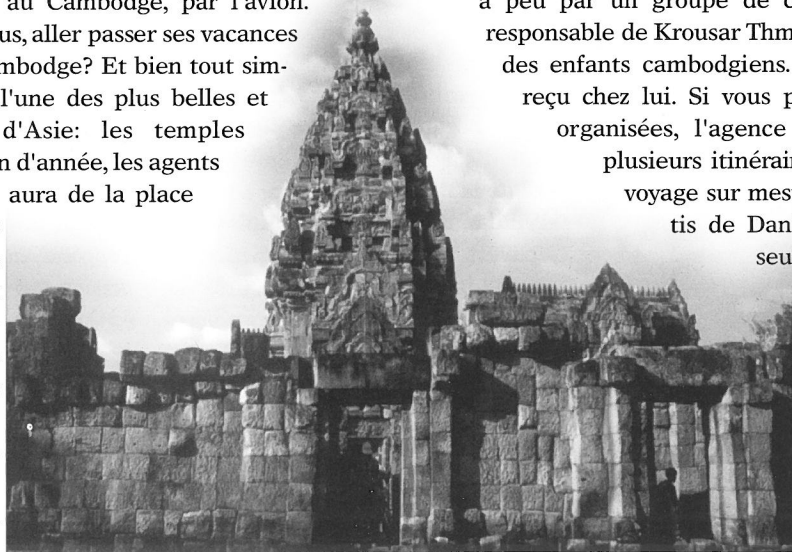 au Cambodge, par l'avion.
us, aller passer ses vacances
mbodge? Et bien tout sim-
l'une des plus belles et
d'Asie: les temples
n d'année, les agents
aura de la place
à peu par un groupe de c
responsable de Krousar Thm
des enfants cambodgiens.
reçu chez lui. Si vous p
organisées, l'agence
plusieurs itinérair
voyage sur mes
tis de Dan
seu